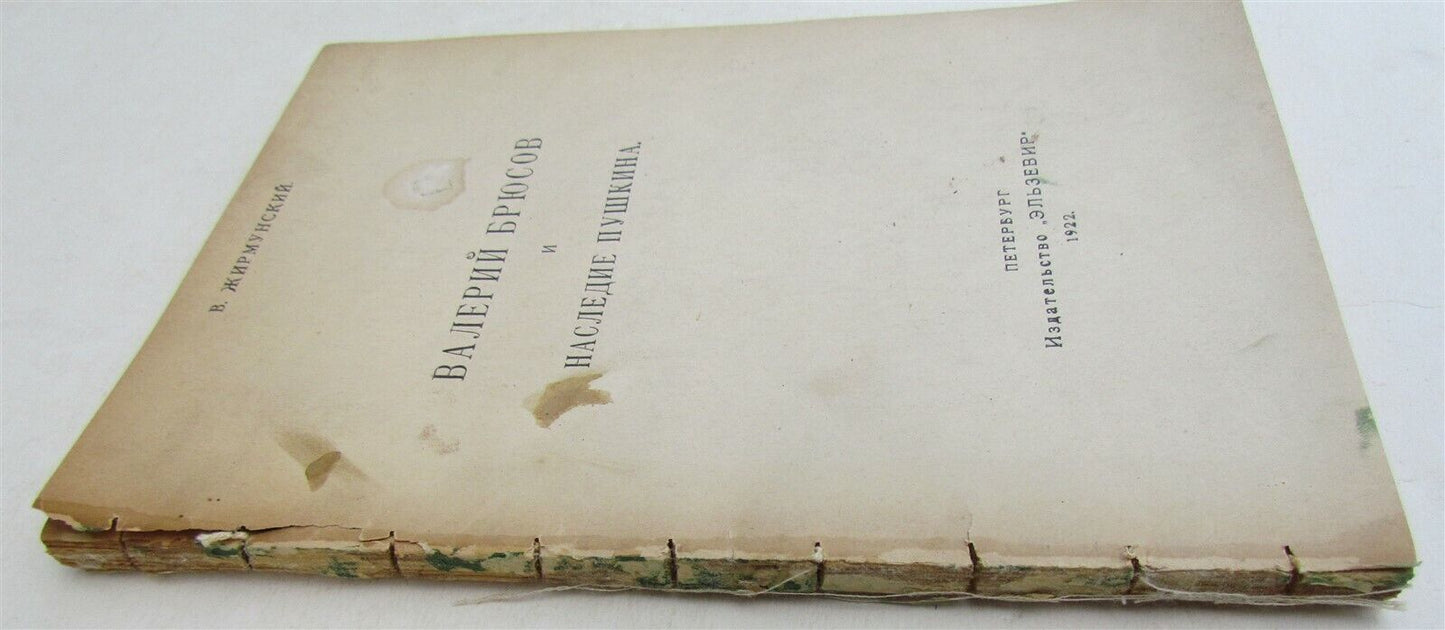 В. ЖИРМУНСКИЙ.
ВАЛЕРИЙ БРЮСОВ
И
НАСЛЕДИЕ ПУШКИНА.
ПЕТЕРБУРГ
Издательство „ЭЛЬЗЕВИР“
1922.